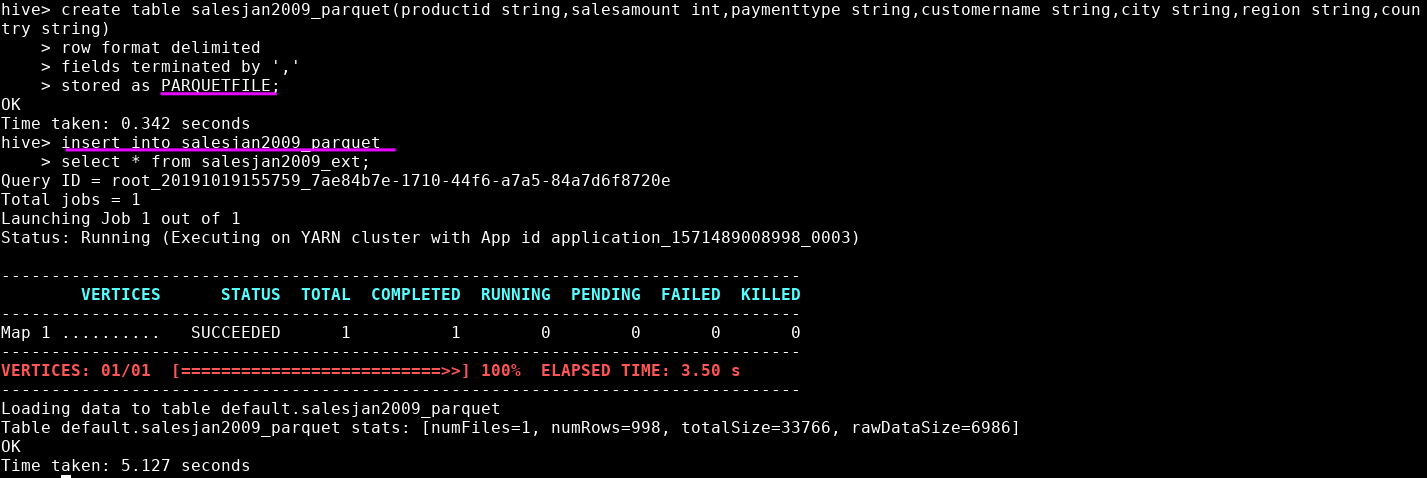 hive> create table salesjan2009_parquet(productid string,salesamount int,paymenttype string,customername string,city string,region string,coun
try string)
    > row format delimited
    > fields terminated by ','
    > stored as PARQUETFILE;
OK
Time taken: 0.342 seconds
hive> insert into salesjan2009_parquet
    > select * from salesjan2009_ext;
Query ID = root_20191019155759_7ae84b7e-1710-44f6-a7a5-84a7d6f8720e
Total jobs = 1
Launching Job 1 out of 1
Status: Running (Executing on YARN cluster with App id application_1571489008998_0003)
--------------------------------------------------------------------------------
        VERTICES      STATUS  TOTAL  COMPLETED  RUNNING  PENDING  FAILED  KILLED
--------------------------------------------------------------------------------
Map 1 ..........   SUCCEEDED      1          1        0        0       0       0
--------------------------------------------------------------------------------
VERTICES: 01/01  [==========================>>] 100%  ELAPSED TIME: 3.50 s
--------------------------------------------------------------------------------
Loading data to table default.salesjan2009_parquet
Table default.salesjan2009_parquet stats: [numFiles=1, numRows=998, totalSize=33766, rawDataSize=6986]
OK
Time taken: 5.127 seconds